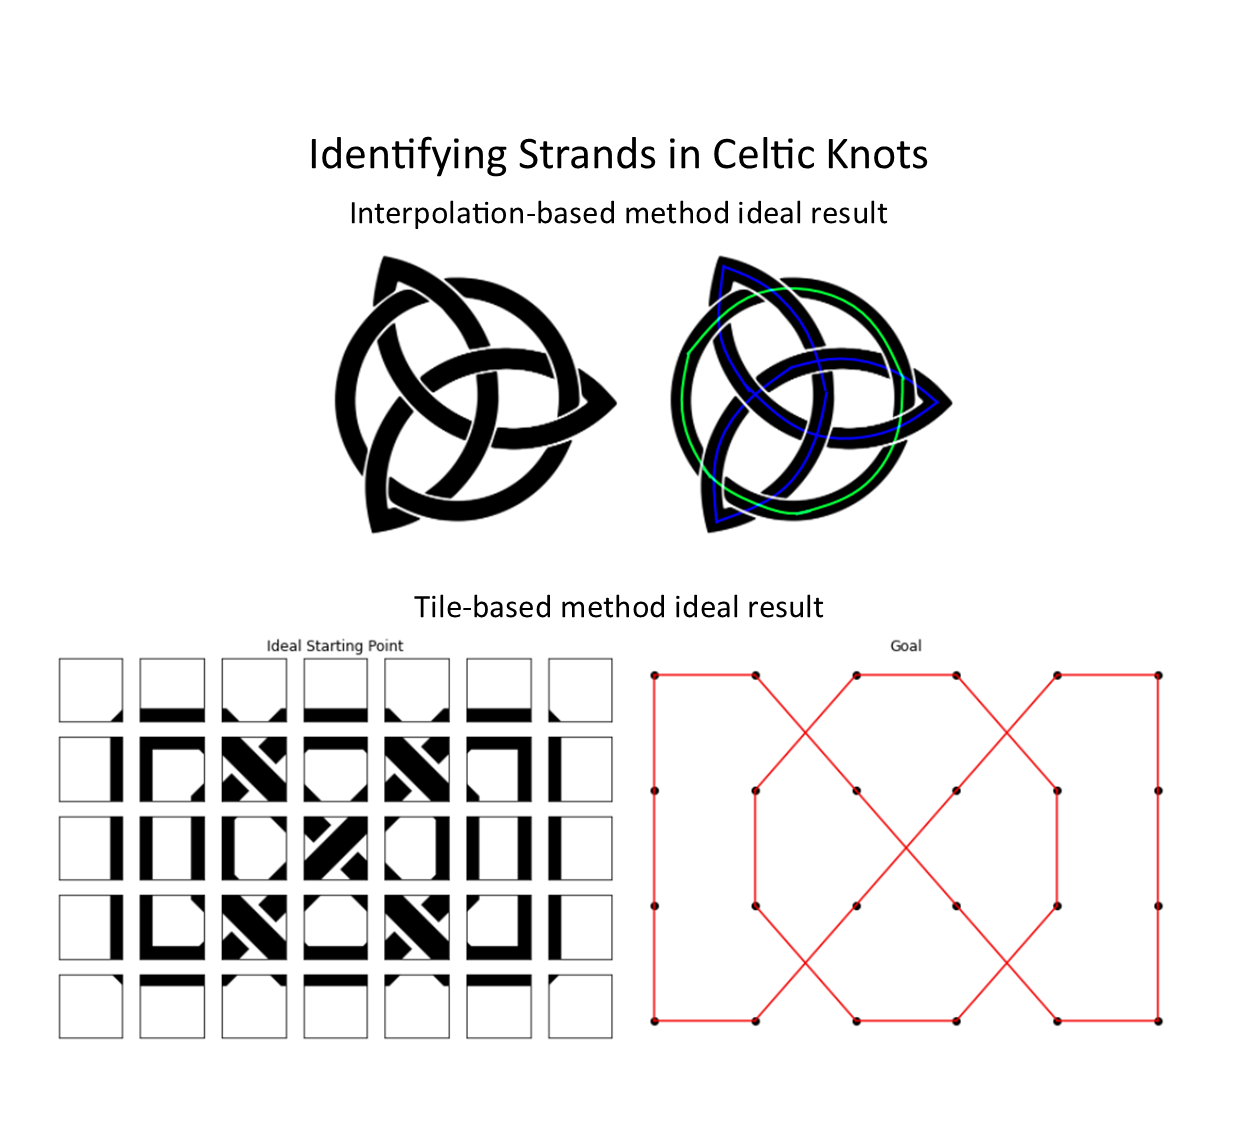 Identifying Strands in Celtic Knots
Interpolation-based method ideal result
Tile-based method ideal result
Ideal Starting Point
Goal